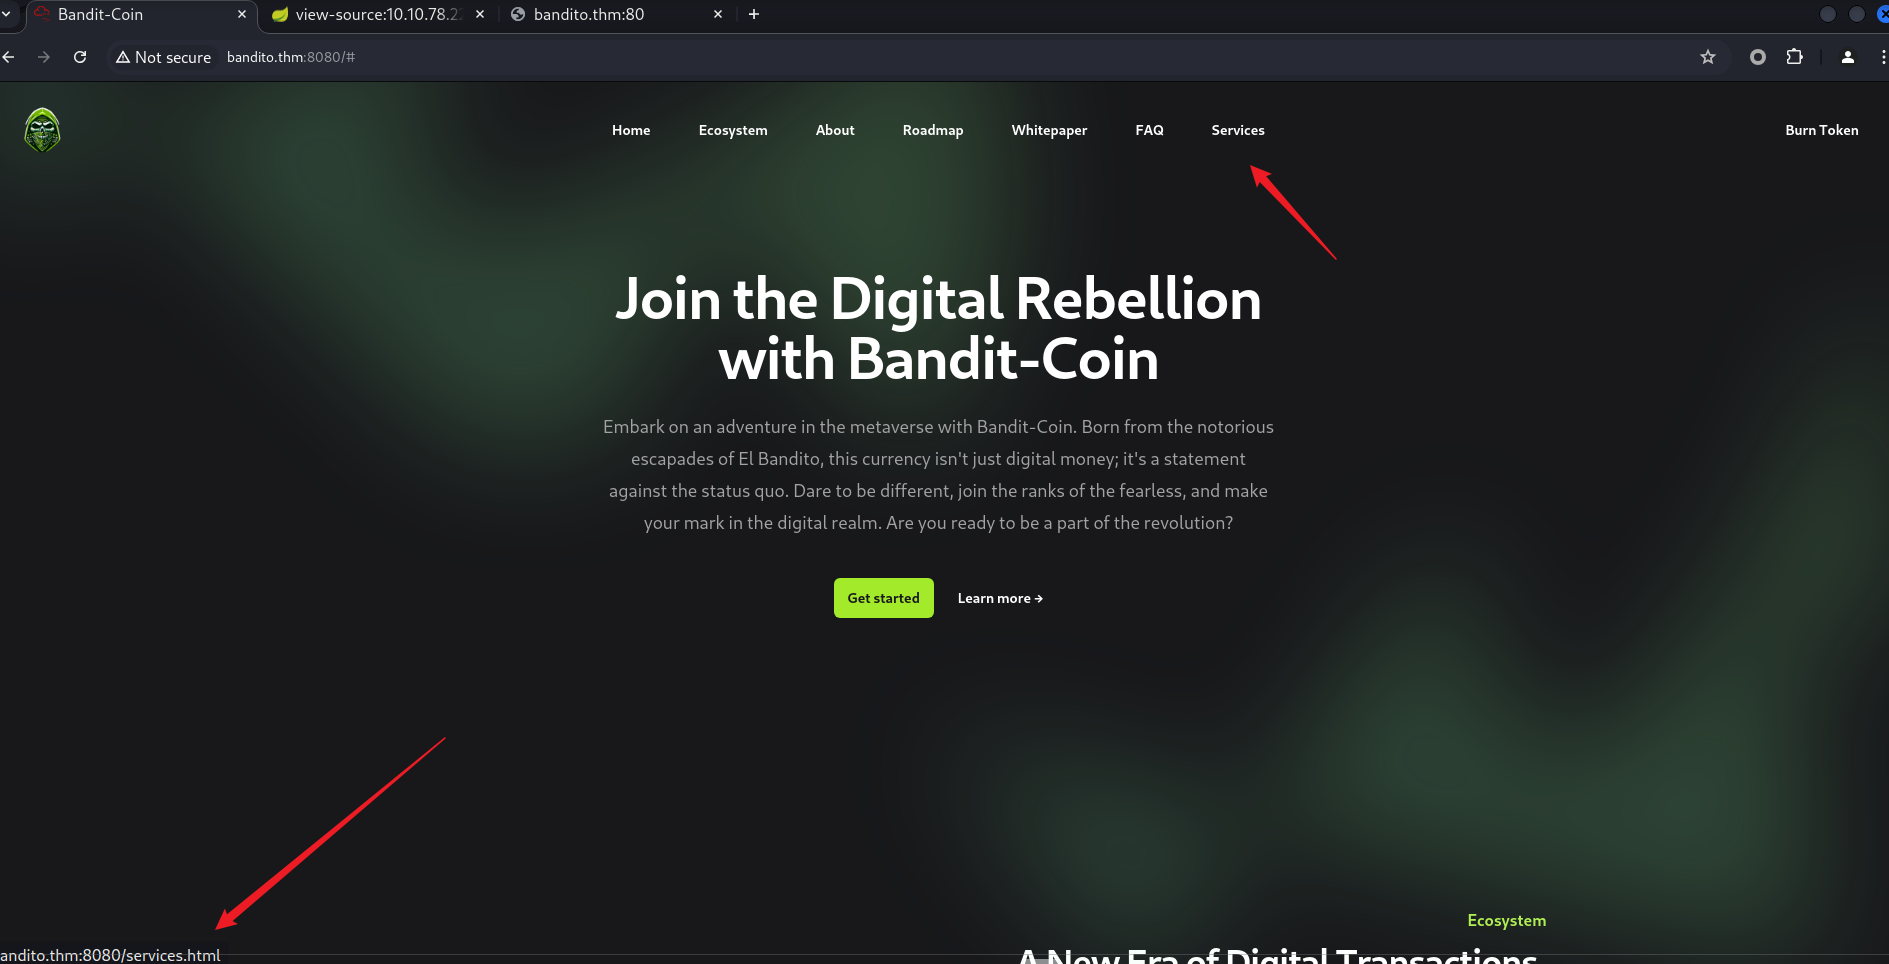 Bandit-Coin
view-source:10.10.78.22
bandito.thm:80
Not secure bandito.thm:8080/#
Home Ecosystem About Roadmap Whitepaper FAQ Services Burn Token
Join the Digital Rebellion
with Bandit-Coin
Embark on an adventure in the metaverse with Bandit-Coin. Born from the notorious
escapades of El Bandito, this currency isn't just digital money; it's a statement
against the status quo. Dare to be different, join the ranks of the fearless, and make
your mark in the digital realm. Are you ready to be a part of the revolution?
Get started Learn more →
Ecosystem
A New Era of Digital Transactions
andito.thm:8080/services.html